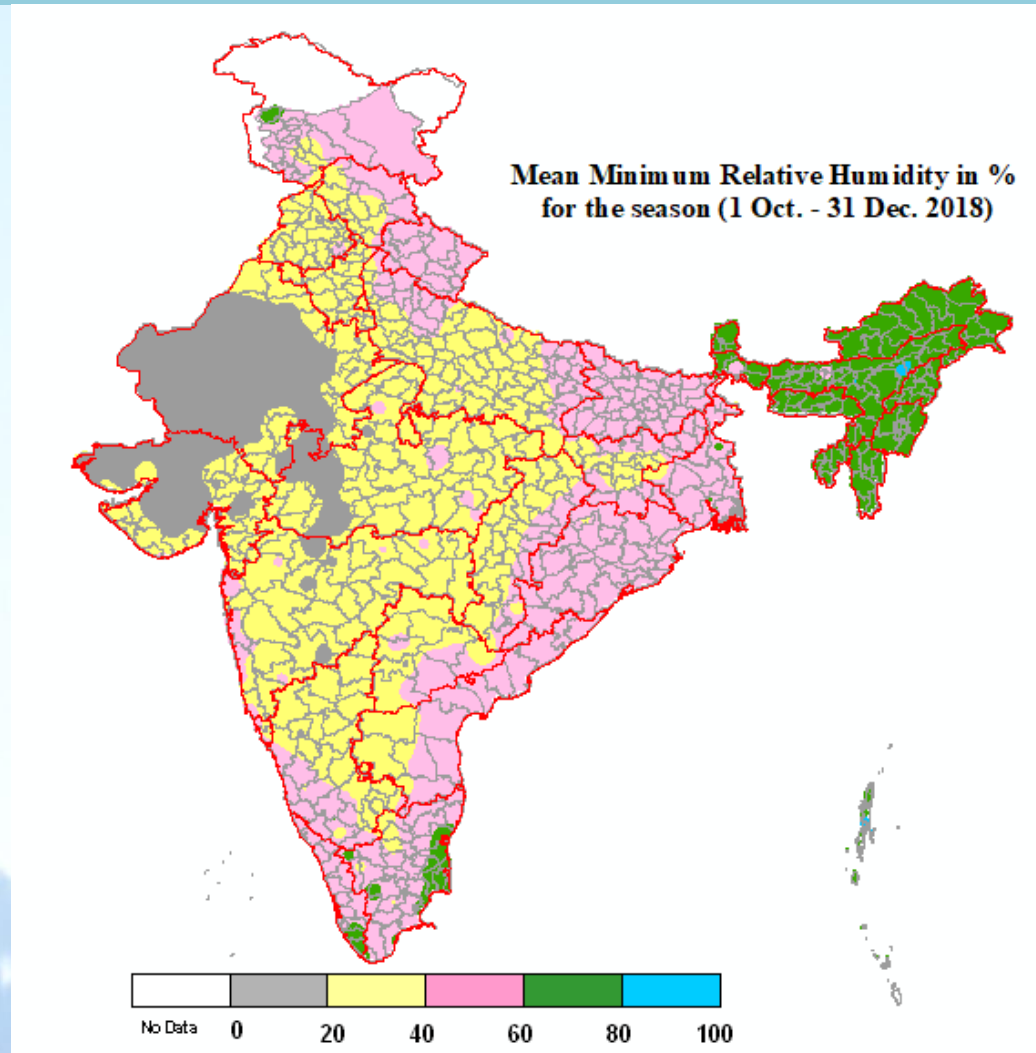 Mean Minimum Relative Humidity in %
for the season (1 Oct. - 31 Dec. 2018)
No Data 0 20 40 60 80 100